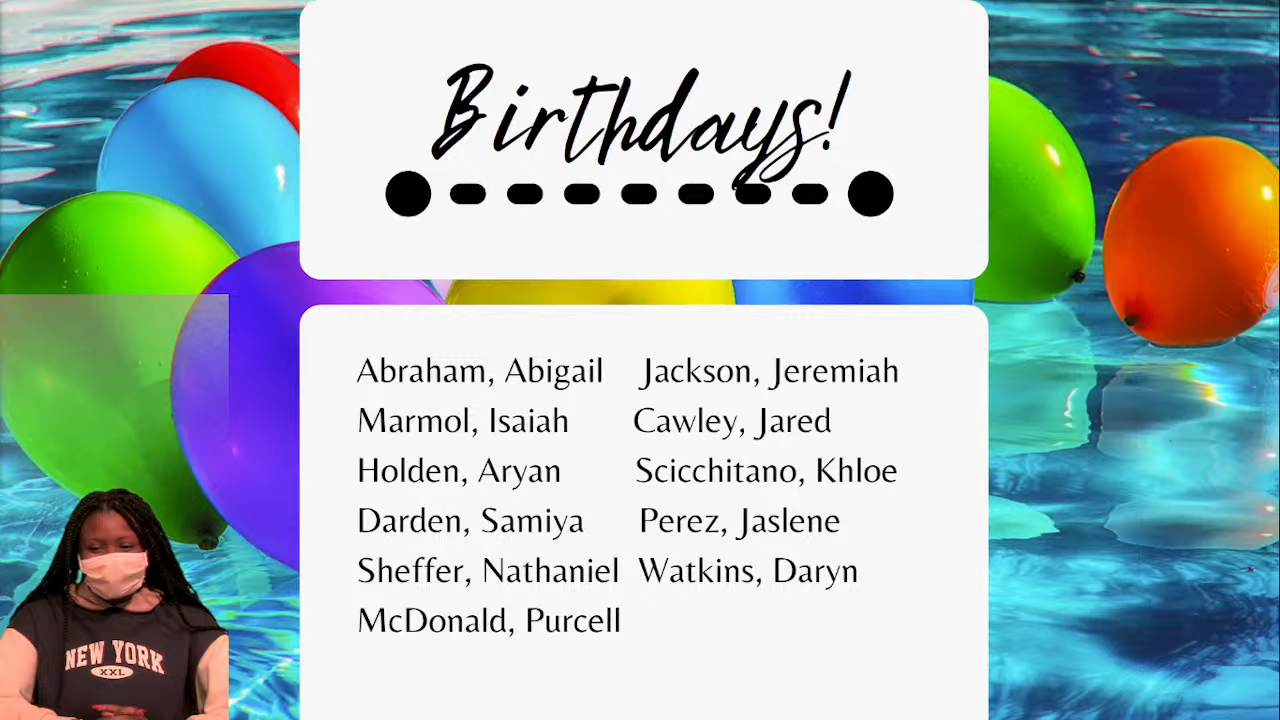 Birthdays!
Abraham, Abigail
Marmol, Isaiah
Holden, Aryan
Darden, Samiya
Sheffer, Nathaniel
McDonald, Purcell
Jackson, Jeremiah
Cawley, Jared
Scicchitano, Khloe
Perez, Jaslene
Watkins, Daryn
NEW YORK
XXL